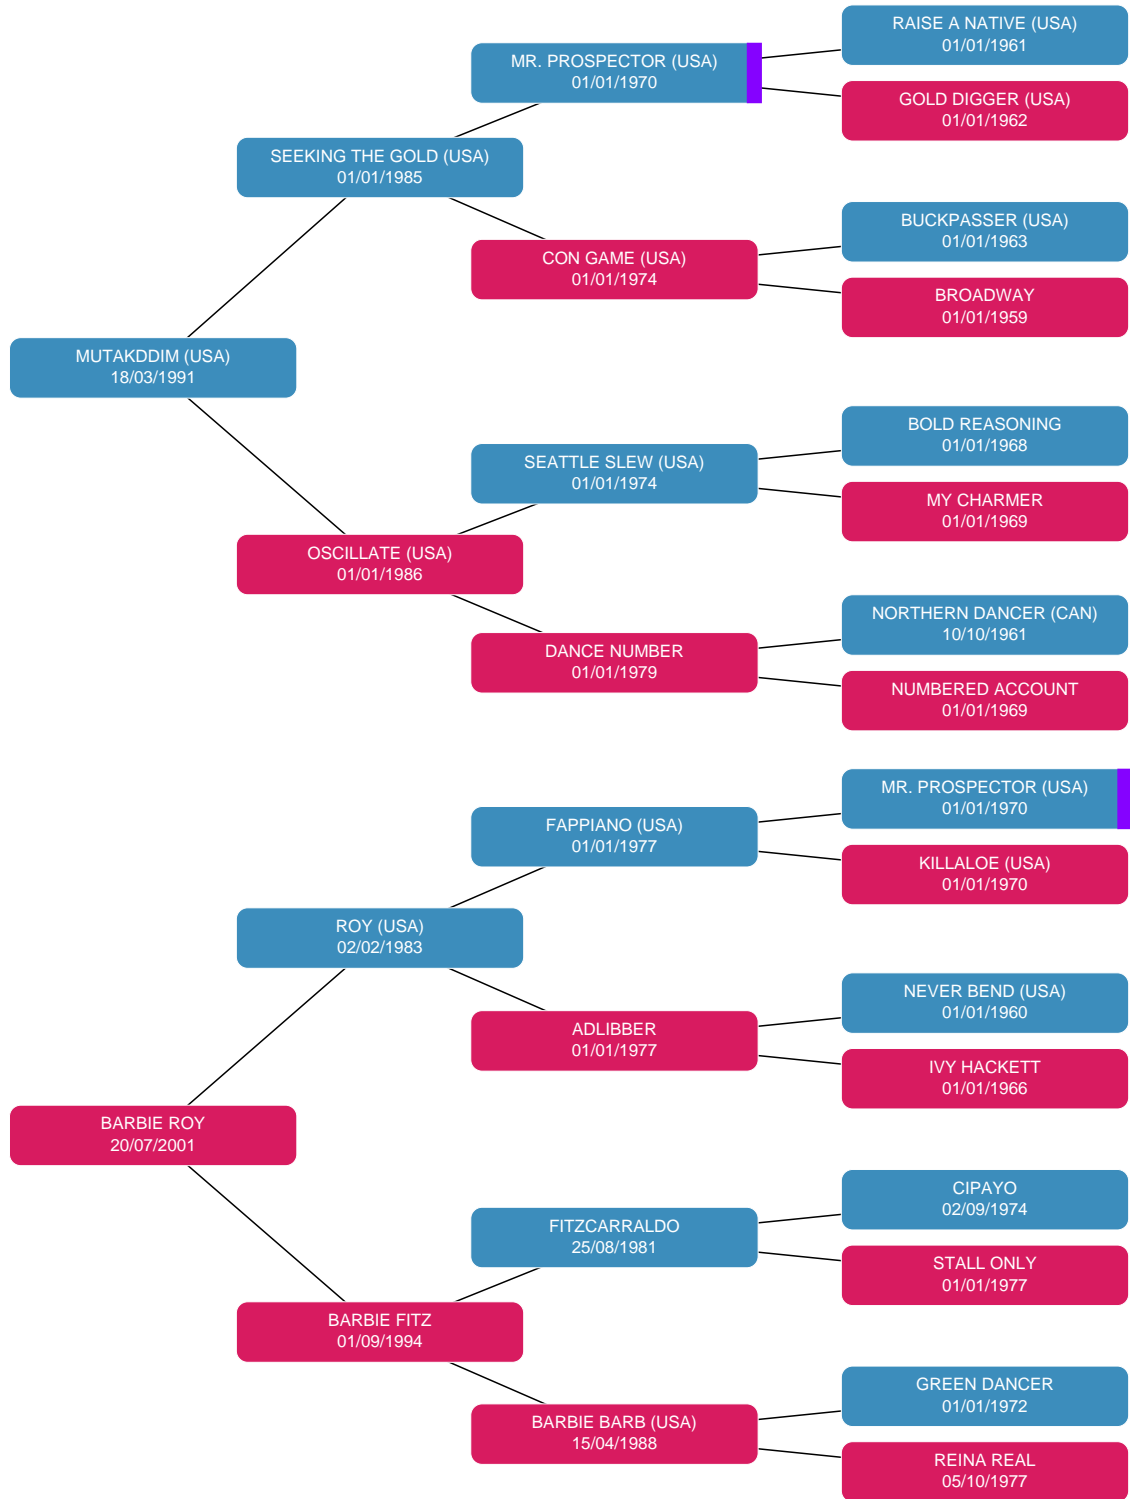 RAISE A NATIVE (USA)
01/01/1961
MR. PROSPECTOR (USA)
01/01/1970
GOLD DIGGER (USA)
01/01/1962
SEEKING THE GOLD (USA)
01/01/1985
BUCKPASSER (USA)
01/01/1963
CON GAME (USA)
01/01/1974
BROADWAY
01/01/1959
MUTAKDDIM (USA)
18/03/1991
BOLD REASONING
01/01/1968
SEATTLE SLEW (USA)
01/01/1974
MY CHARMER
01/01/1969
OSCILLATE (USA)
01/01/1986
NORTHERN DANCER (CAN)
10/10/1961
DANCE NUMBER
01/01/1979
NUMBERED ACCOUNT
01/01/1969
MR. PROSPECTOR (USA)
01/01/1970
FAPPIANO (USA)
01/01/1977
KILLALOE (USA)
01/01/1970
ROY (USA)
02/02/1983
NEVER BEND (USA)
01/01/1960
ADLIBBER
01/01/1977
IVY HACKETT
01/01/1966
BARBIE ROY
20/07/2001
CIPAYO
02/09/1974
FITZCARRALDO
25/08/1981
STALL ONLY
01/01/1977
BARBIE FITZ
01/09/1994
GREEN DANCER
01/01/1972
BARBIE BARB (USA)
15/04/1988
REINA REAL
05/10/1977